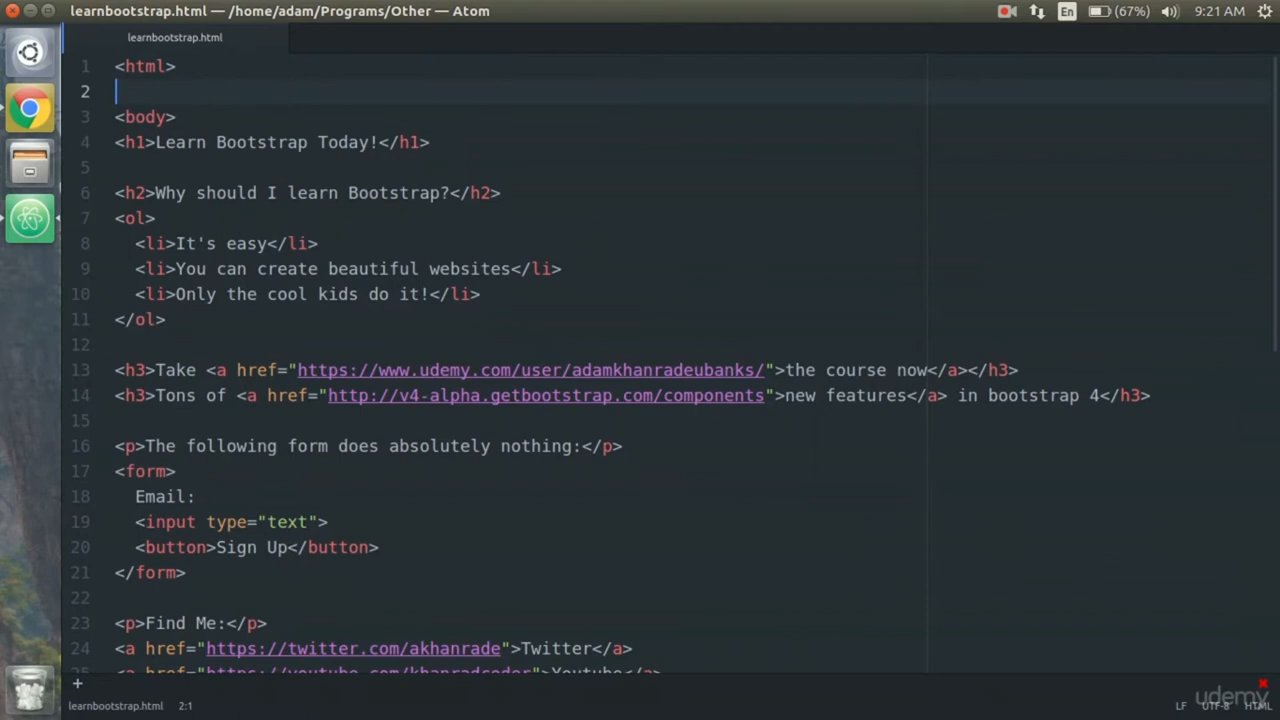 learnbootstrap.html — /home/adam/Programs/Other — Atom
En
(67%)
9:21 AM
learnbootstrap.html
1 <html>
2
3 <body>
4 <h1>Learn Bootstrap Today!</h1>
5
6 <h2>Why should I learn Bootstrap?</h2>
7 <ol>
8 <li>It's easy</li>
9 <li>You can create beautiful websites</li>
10 <li>Only the cool kids do it!</li>
11 </ol>
12
13 <h3>Take <a href="https://www.udemy.com/user/adamkhanradeubanks/">the course now</a></h3>
14 <h3>Tons of <a href="http://v4-alpha.getbootstrap.com/components">new features</a> in bootstrap 4</h3>
15
16 <p>The following form does absolutely nothing:</p>
17 <form>
18 Email:
19 <input type="text">
20 <button>Sign Up</button>
21 </form>
22
23 <p>Find Me:</p>
24 <a href="https://twitter.com/akhanrade">Twitter</a>
25 <a href="https://youtube.com/khanradcoder">Youtube</a>
+
udemy
learnbootstrap.html 2:1
LF UTF-8 HTML